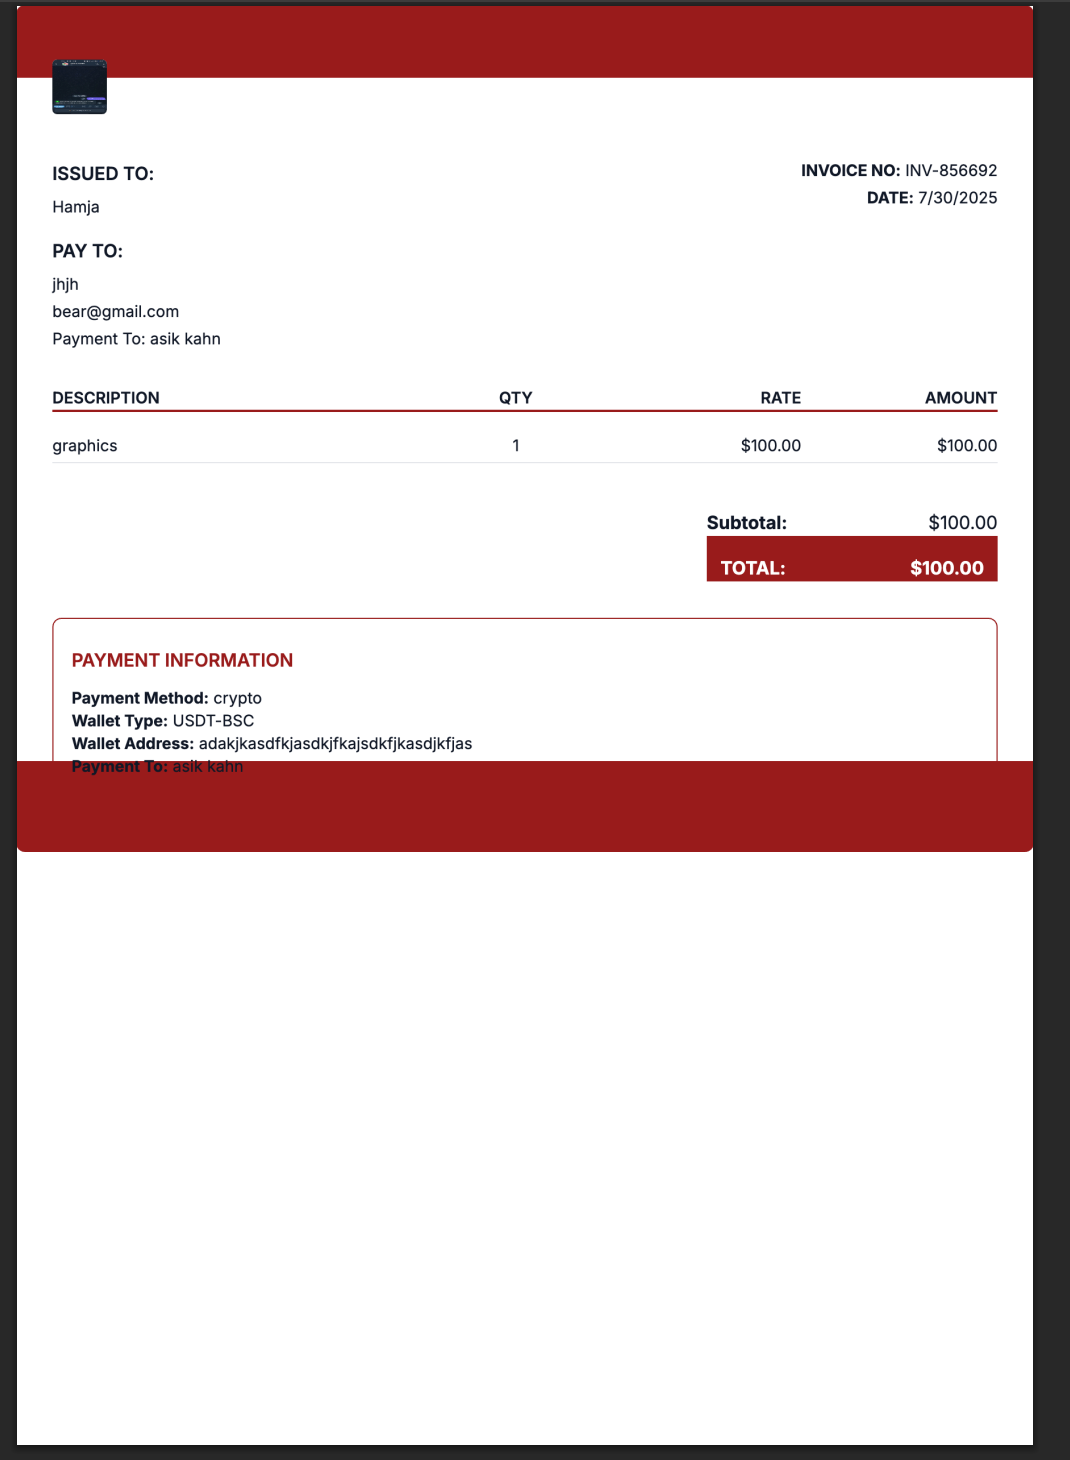 ISSUED TO:
Hamja
INVOICE NO: INV-856692
DATE: 7/30/2025
PAY TO:
jhjh
bear@gmail.com
Payment To: asik kahn
DESCRIPTION QTY RATE AMOUNT
graphics 1 $100.00 $100.00
Subtotal: $100.00
TOTAL: $100.00
PAYMENT INFORMATION
Payment Method: crypto
Wallet Type: USDT-BSC
Wallet Address: adakjkasdfkjasdkjfkajsdkfjkasdjkfjas
Payment To: asik kahn